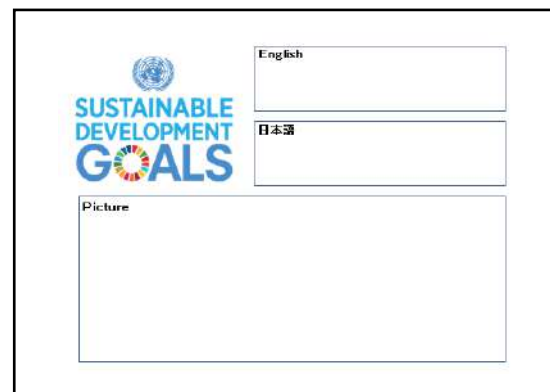 SUSTAINABLE
DEVELOPMENT
GOALS
English
日本語
Picture